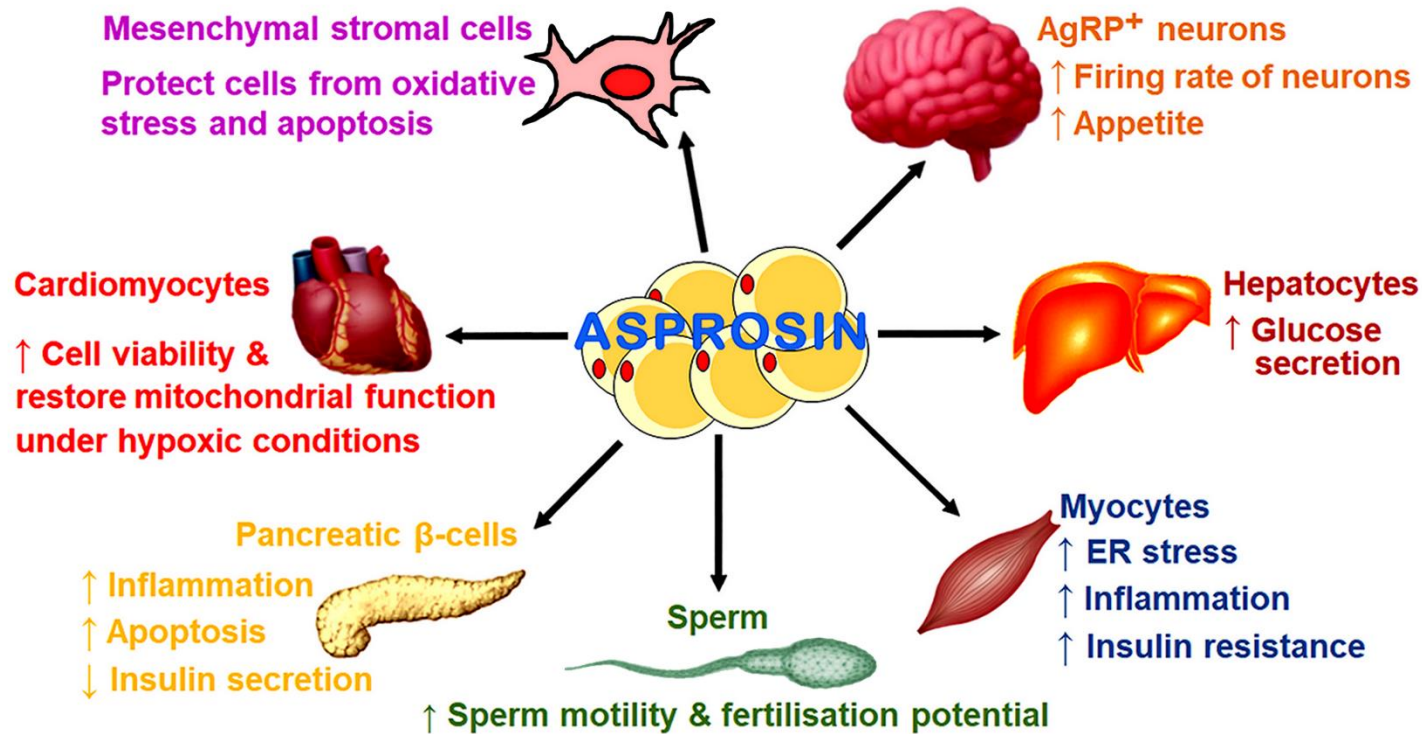 Mesenchymal stromal cells
Protect cells from oxidative
stress and apoptosis
AgRP⁺ neurons
↑ Firing rate of neurons
↑ Appetite
Cardiomyocytes
↑ Cell viability &
restore mitochondrial function
under hypoxic conditions
ASPROSIN
Hepatocytes
↑ Glucose
secretion
Pancreatic β-cells
↑ Inflammation
↑ Apoptosis
↓ Insulin secretion
Sperm
↑ Sperm motility & fertilisation potential
Myocytes
↑ ER stress
↑ Inflammation
↑ Insulin resistance